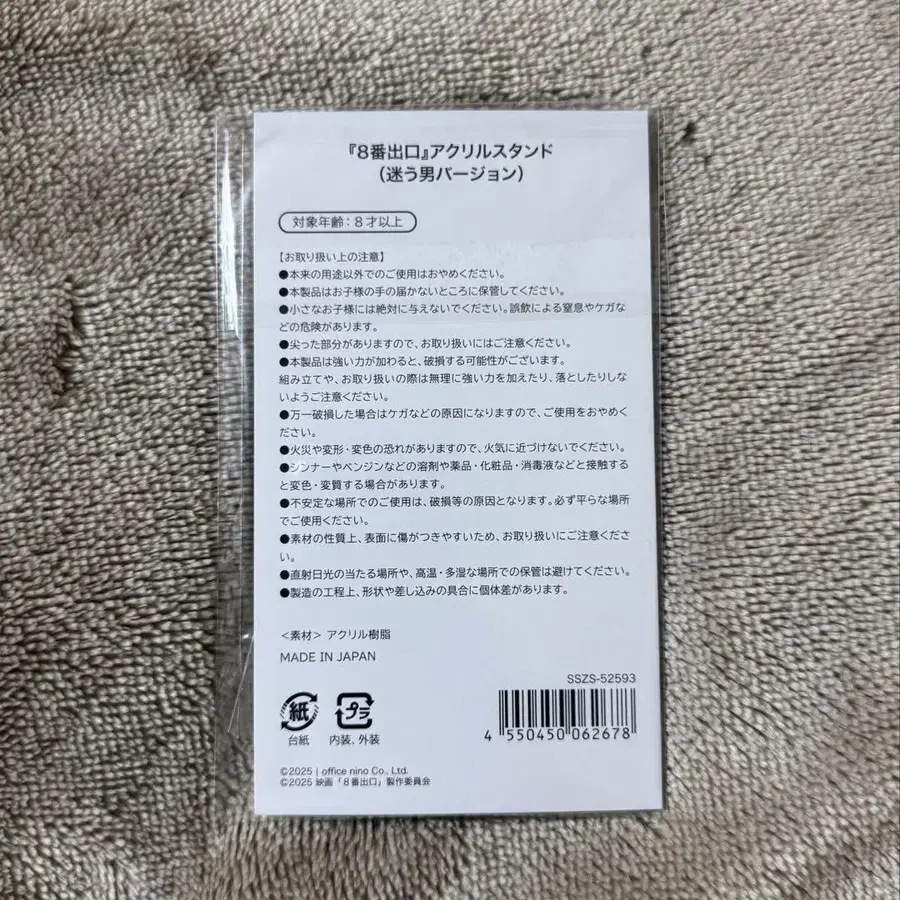 『8番出口』アクリルスタンド
（迷う男バージョン）
対象年齢：8才以上
【お取り扱い上の注意】
●本来の用途以外でのご使用はおやめください。
●本製品はお子様の手の届かないところに保管してください。
●小さなお子様には絶対に与えないでください。誤飲による窒息やケガな
どの危険があります。
●尖った部分がありますので、お取り扱いにはご注意ください。
●本製品は強い力が加わると、破損する可能性がございます。
組み立てや、お取り扱いの際は無理に強い力を加えたり、落としたりしな
いようご注意ください。
●万一破損した場合はケガなどの原因になりますので、ご使用をおやめく
ださい。
●火災や変形・変色の恐れがありますので、火気に近づけないでください。
●シンナーやベンジンなどの溶剤や薬品・化粧品・消毒液などと接触する
と変色・変質する場合があります。
●不安定な場所でのご使用は、破損等の原因となります。必ず平らな場所
でご使用ください。
●素材の性質上、表面に傷がつきやすいため、お取り扱いにご注意くださ
い。
●直射日光の当たる場所や、高温・多湿な場所での保管は避けてください。
●製造の工程上、形状や差し込みの具合に個体差があります。
＜素材＞ アクリル樹脂
MADE IN JAPAN
SSZS-52593
紙 プラ
台紙 内装、外装
4 550450 062678
©2025 | office nino Co., Ltd.
©2025 映画「8番出口」製作委員会